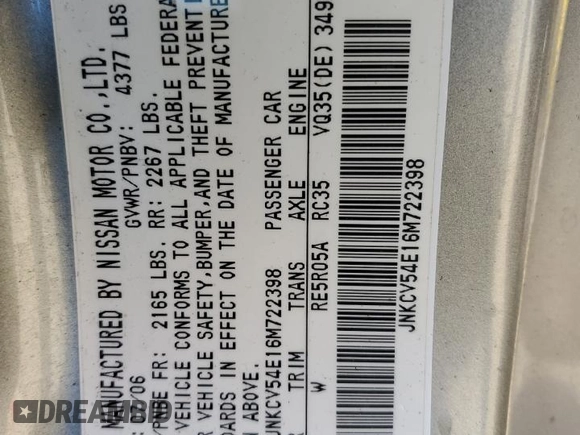 MANUFACTURED BY NISSAN MOTOR CO.,LTD.
/06 GVWR/PNBV: 4377 LBS
FR: 2165 LBS. RR: 2267 LBS.
VEHICLE CONFORMS TO ALL APPLICABLE FEDERA
VEHICLE SAFETY,BUMPER,AND THEFT PREVENT
DARDS IN EFFECT ON THE DATE OF MANUFACTURE
ABOVE.
JNKCV54E16M722398 PASSENGER CAR
TRIM TRANS AXLE ENGINE
W RE5R05A RC35 VQ35(DE) 349
JNKCV54E16M722398
DREAMBID